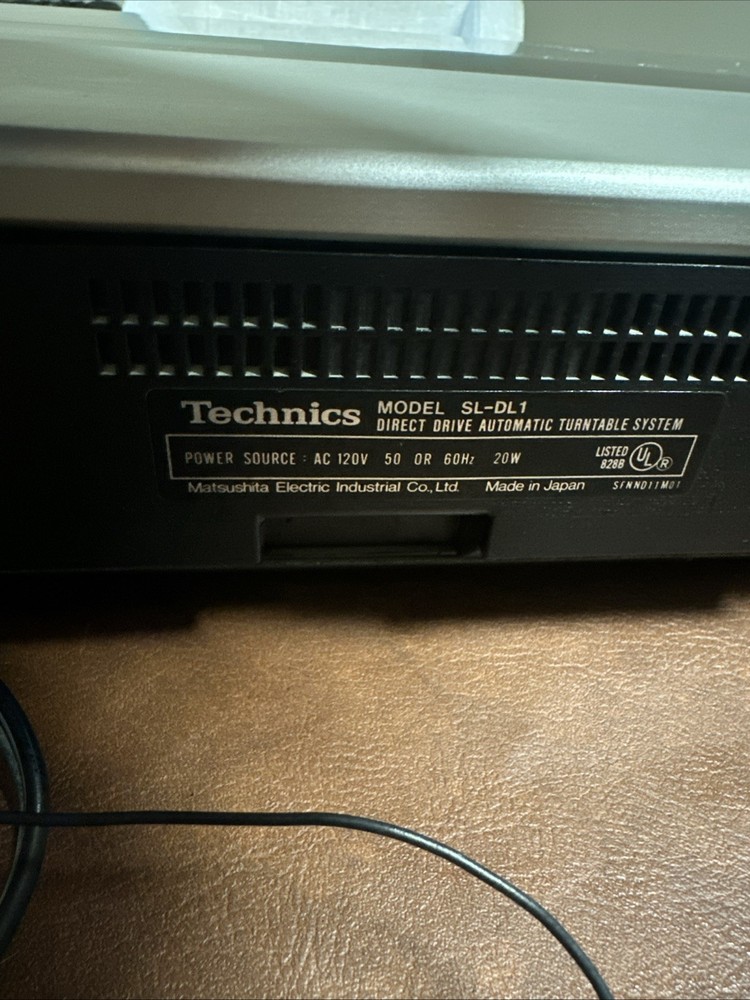 Technics MODEL SL-DL1
DIRECT DRIVE AUTOMATIC TURNTABLE SYSTEM
POWER SOURCE : AC 120V 50 OR 60Hz 20W LISTED 828B UL ®
Matsushita Electric Industrial Co., Ltd. Made in Japan SFNN011M01